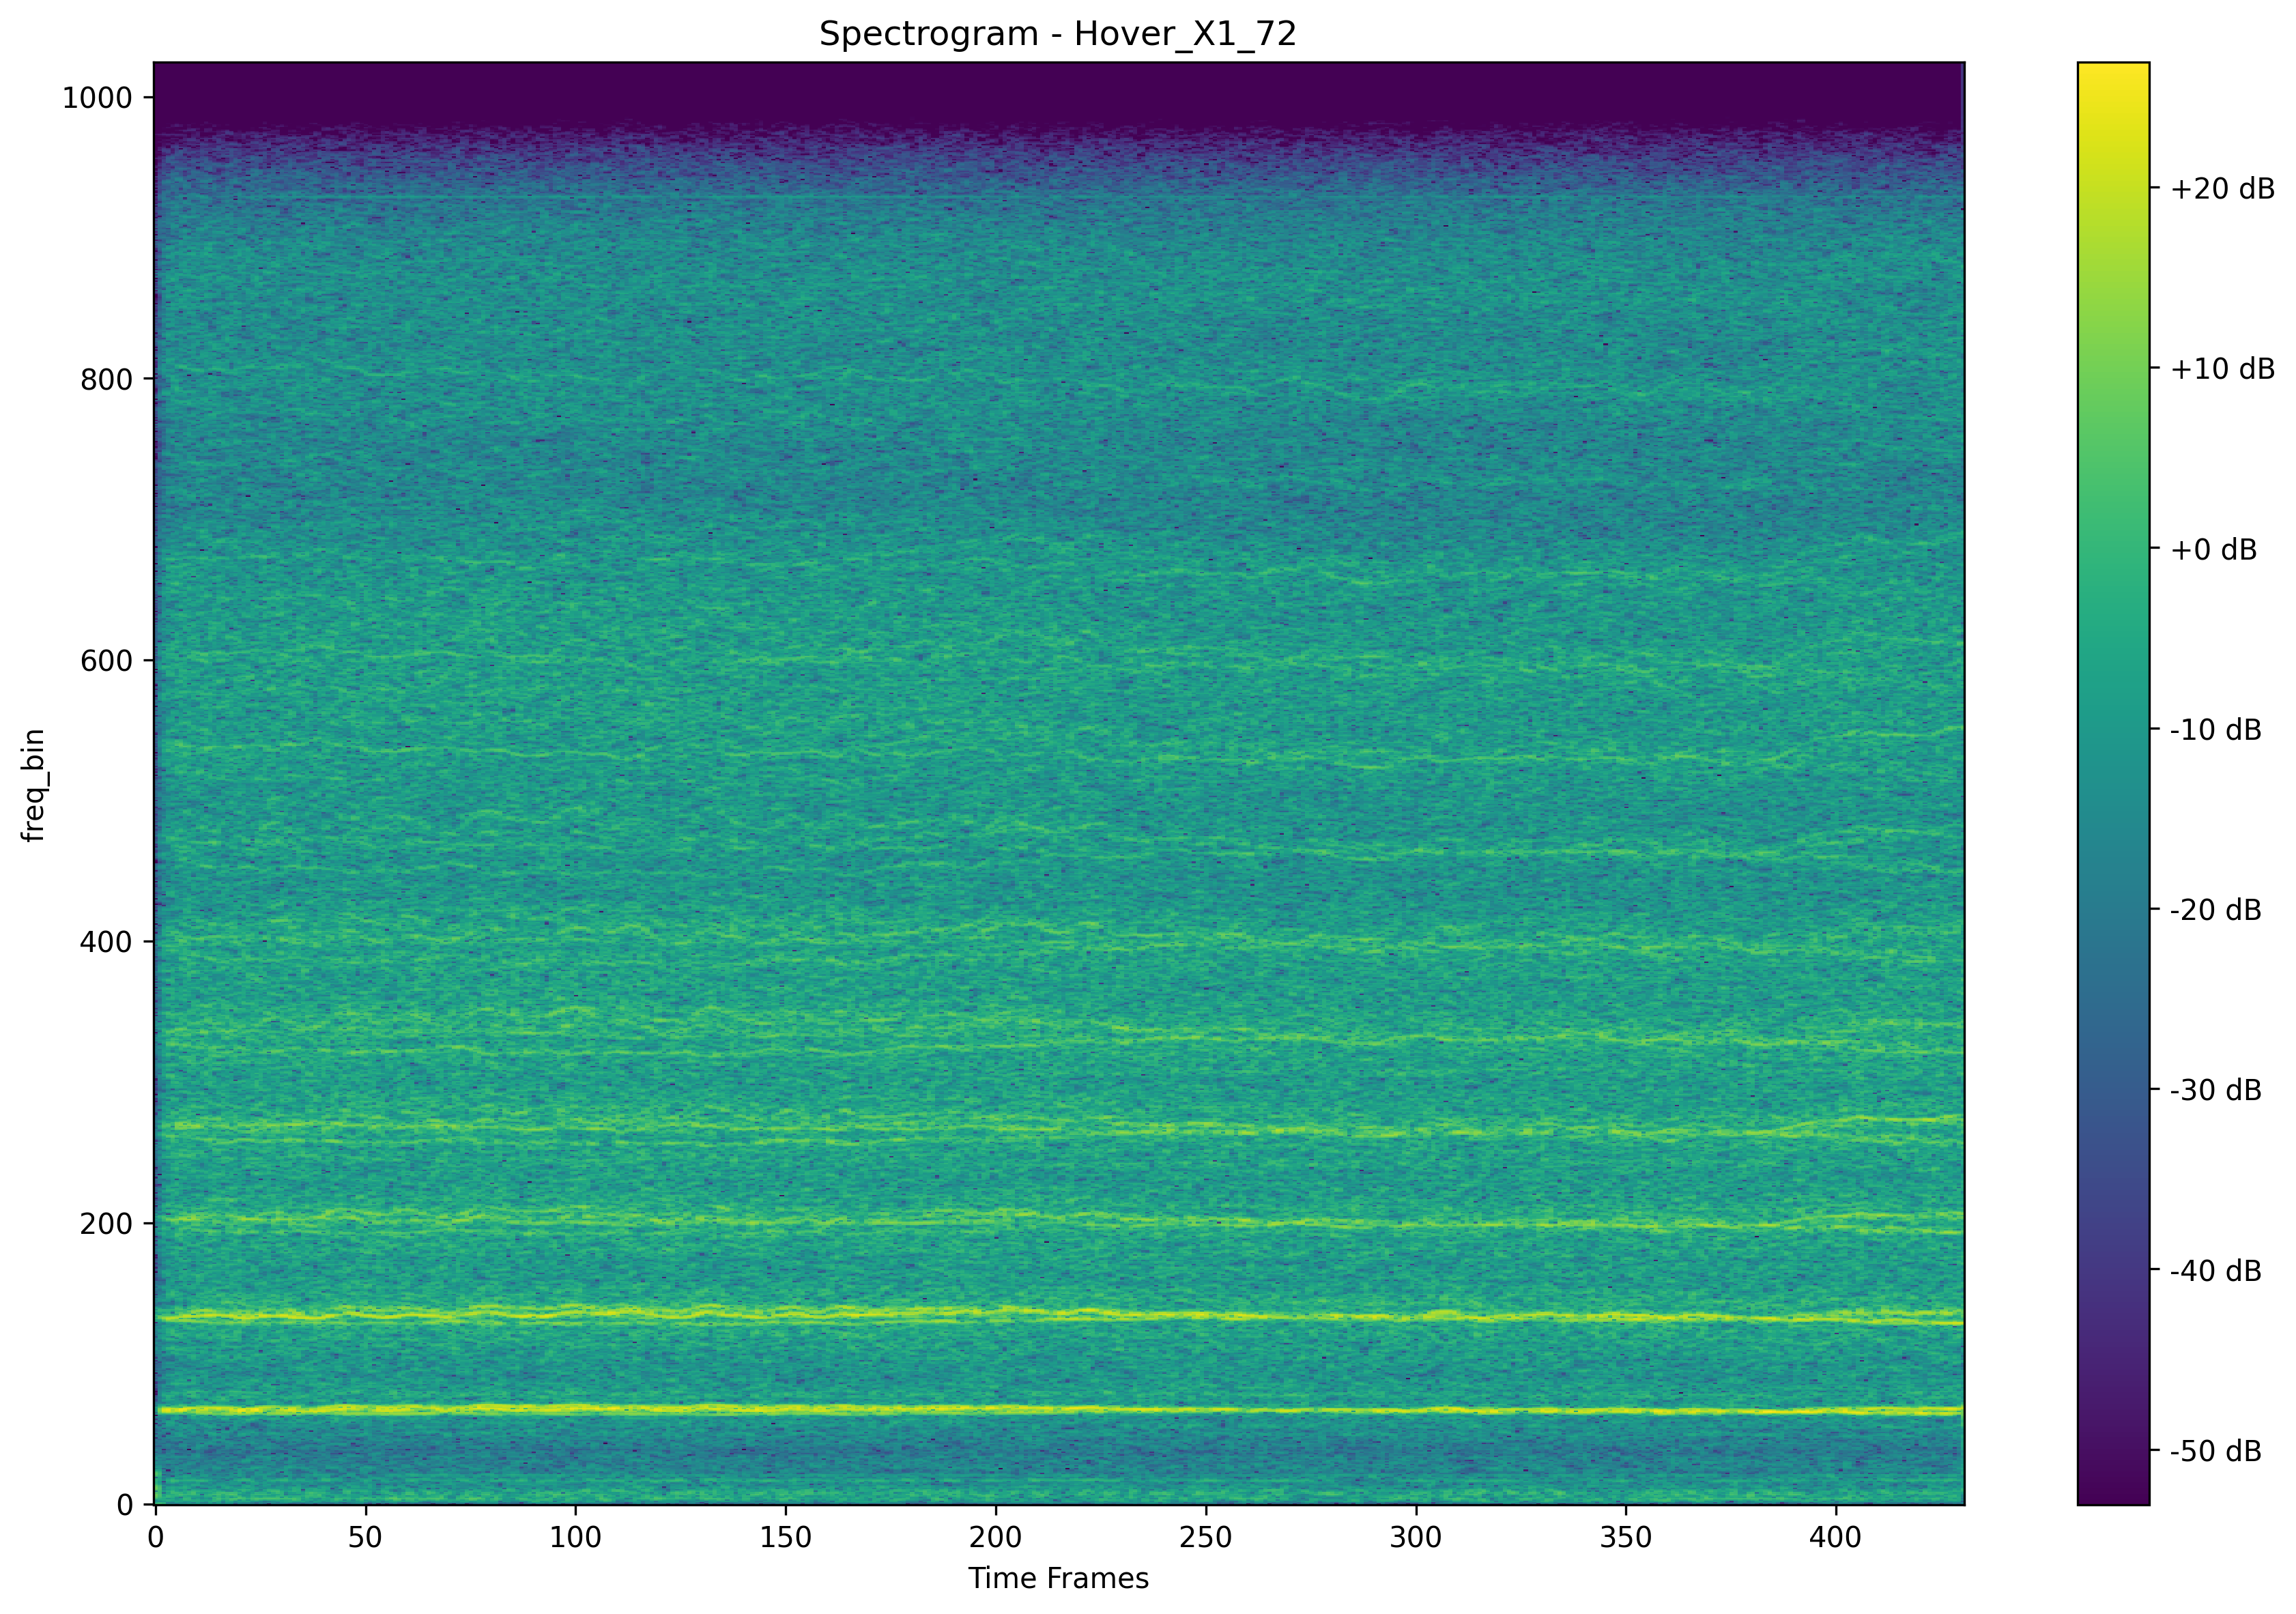 Spectrogram - Hover_X1_72
1000
800
600
400
200
0
freq_bin
0 50 100 150 200 250 300 350 400
Time Frames
+20 dB
+10 dB
+0 dB
-10 dB
-20 dB
-30 dB
-40 dB
-50 dB